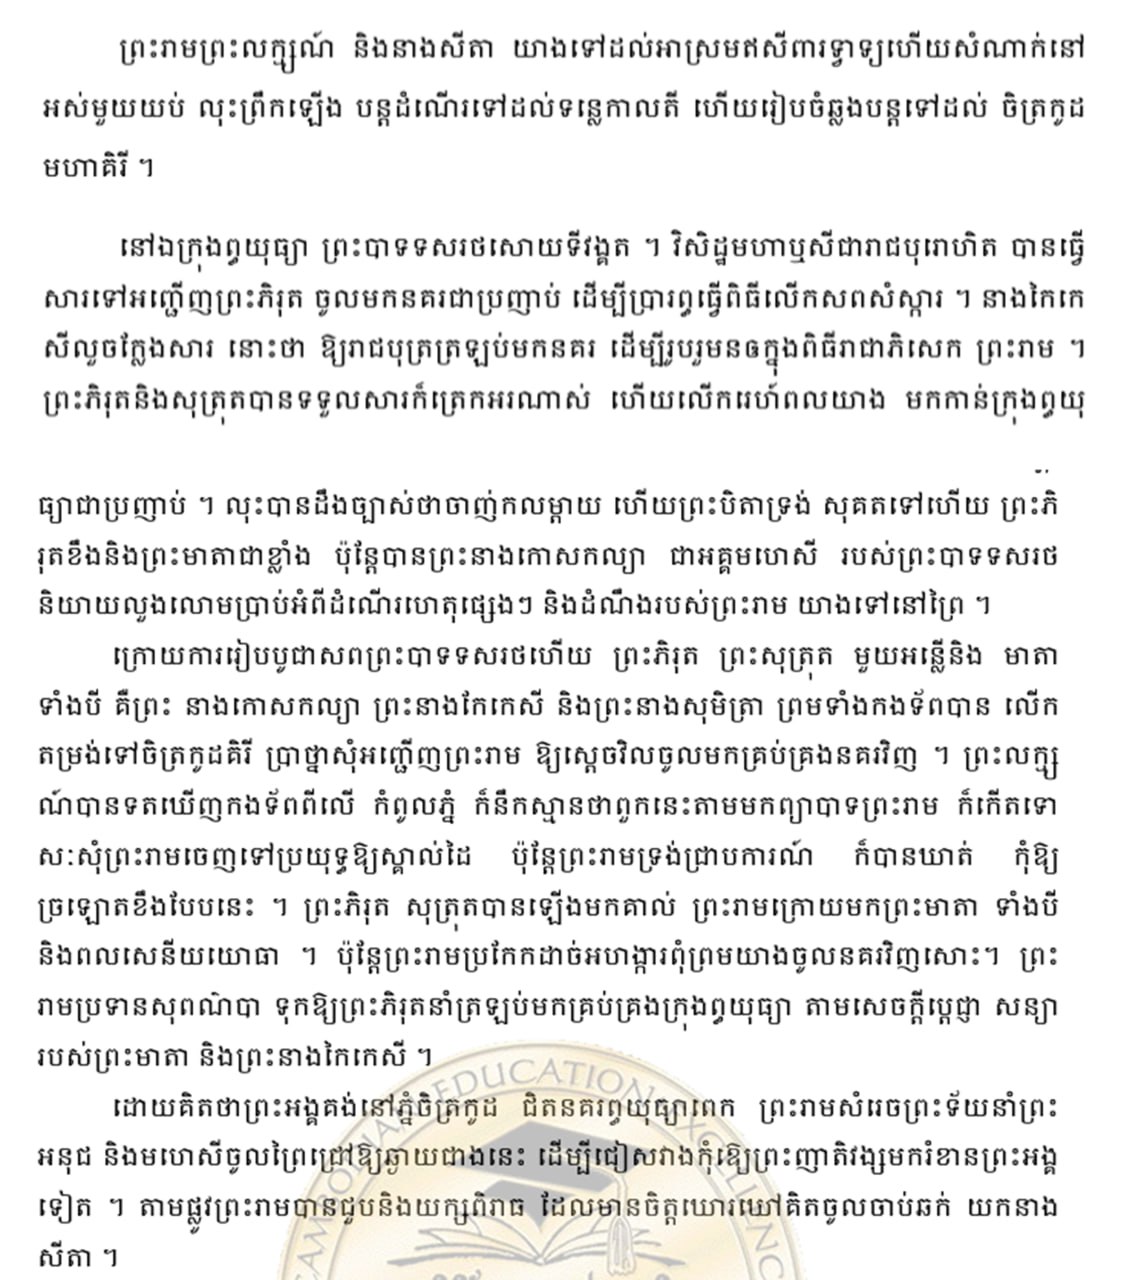 ព្រះរាមព្រះលក្ស្មណ៍ និងនាងសីតា យាងទៅដល់អាស្រមឥសីពារទ្វាទ្យហើយសំណាក់នៅ
អស់មួយយប់ លុះព្រឹកឡើង បន្តដំណើរទៅដល់ទន្លេកាលតី ហើយរៀបចំឆ្លងបន្តទៅដល់ ចិត្រកូដ
មហាគិរី ។
នៅឯក្រុងឰយុធ្យា ព្រះបាទទសរថសោយទីវង្គត ។ វិសិដ្ឋមហាឬសីជារាជបុរោហិត បានធ្វើ
សារទៅអញ្ជើញព្រះភិរុត ចូលមកនគរជាប្រញាប់ ដើម្បីប្រារឰធ្វើពិធីលើកសពសំស្ការ ។ នាងកៃកេ
សីលួចក្លែងសារ នោះថា ឱ្យរាជបុត្រត្រឡប់មកនគរ ដើម្បីរូបរួមនឲក្នុងពិធីរាជាភិសេក ព្រះរាម ។
ព្រះភិរុតនិងសុត្រុតបានទទួលសារក៏ត្រេកអរណាស់ ហើយលើករេហ៍ពលយាង មកកាន់ក្រុងឰយុ
ធ្យាជាប្រញាប់ ។ លុះបានដឹងច្បាស់ថាចាញ់កលម្តាយ ហើយព្រះបិតាទ្រង់ សុគតទៅហើយ ព្រះភិ
រុតខឹងនិងព្រះមាតាជាខ្លាំង ប៉ុន្តែបានព្រះនាងកោសកល្យា ជាអគ្គមហេសី របស់ព្រះបាទទសរថ
និយាយលួងលោមប្រាប់អំពីដំណើរហេតុផ្សេងៗ និងដំណឹងរបស់ព្រះរាម យាងទៅនៅព្រៃ ។
ក្រោយការរៀបបូជាសពព្រះបាទទសរថហើយ ព្រះភិរុត ព្រះសុត្រុត មួយអន្លើនិង មាតា
ទាំងបី គឺព្រះ នាងកោសកល្យា ព្រះនាងកែកេសី និងព្រះនាងសុមិត្រា ព្រមទាំងកងទ័ពបាន លើក
តម្រង់ទៅចិត្រកូដគិរី ប្រាថ្នាសុំអញ្ជើញព្រះរាម ឱ្យស្តេចវិលចូលមកគ្រប់គ្រងនគរវិញ ។ ព្រះលក្ស្ម
ណ៍បានទតឃើញកងទ័ពពីលើ កំពូលភ្នំ ក៏នឹកស្មានថាពួកនេះតាមមកព្យាបាទព្រះរាម ក៏កើតទោ
សៈសុំព្រះរាមចេញទៅប្រយុទ្ធឱ្យស្គាល់ដៃ ប៉ុន្តែព្រះរាមទ្រង់ជ្រាបការណ៍ ក៏បានឃាត់ កុំឱ្យ
ច្រឡោតខឹងបែបនេះ ។ ព្រះភិរុត សុត្រុតបានឡើងមកគាល់ ព្រះរាមក្រោយមកព្រះមាតា ទាំងបី
និងពលសេនីយយោធា ។ ប៉ុន្តែព្រះរាមប្រកែកដាច់អហង្ការពុំព្រមយាងចូលនគរវិញសោះ។ ព្រះ
រាមប្រទានសុពណ៌បា ទុកឱ្យព្រះភិរុតនាំត្រឡប់មកគ្រប់គ្រងក្រុងឰយុធ្យា តាមសេចក្តីប្តេជ្ញា សន្យា
របស់ព្រះមាតា និងព្រះនាងកៃកេសី ។
ដោយគិតថាព្រះអង្គគង់នៅភ្នំចិត្រកូដ ជិតនគរឰយុធ្យាពេក ព្រះរាមសំរេចព្រះទ័យនាំព្រះ
អនុជ និងមហេសីចូលព្រៃជ្រៅឱ្យឆ្ងាយជាងនេះ ដើម្បីជៀសវាងកុំឱ្យព្រះញាតិវង្សមករំខានព្រះអង្គ
ទៀត ។ តាមផ្លូវព្រះរាមបានជួបនិងយក្សពិរាធ ដែលមានចិត្តឃោរឃៅគិតចូលចាប់ឆក់ យកនាង
សីតា ។